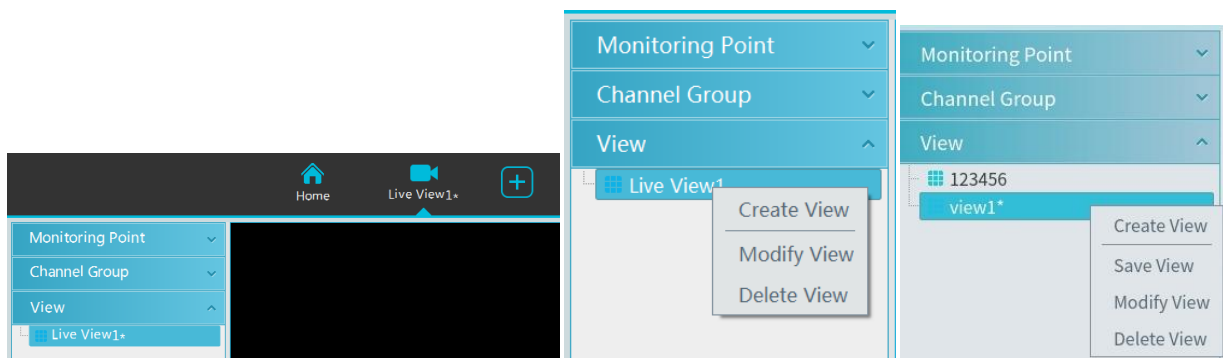 Home
Live View1*
Monitoring Point
Channel Group
View
Live View1*
Monitoring Point
Channel Group
View
Live View1
Create View
Modify View
Delete View
Monitoring Point
Channel Group
View
123456
view1*
Create View
Save View
Modify View
Delete View